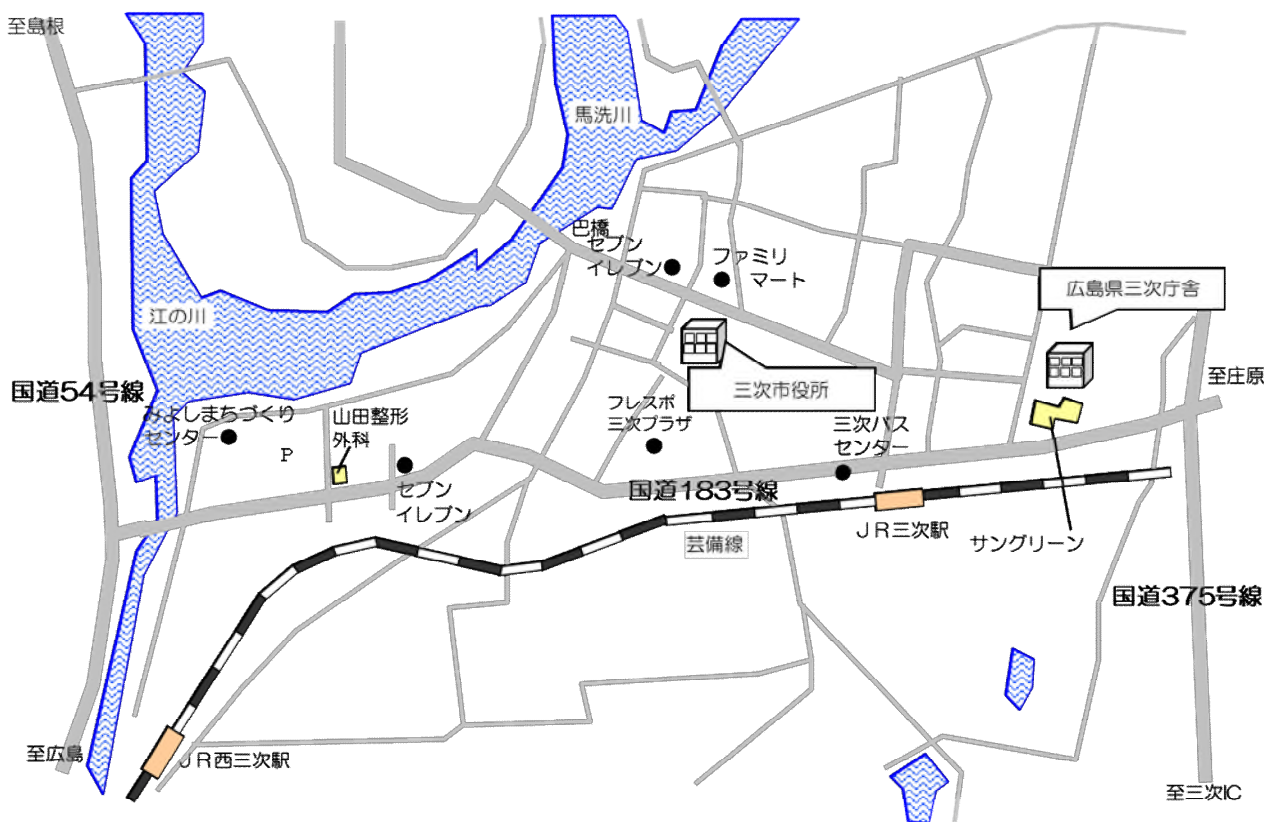 至島根
馬洗川
巴橋
セブン
イレブン
ファミリ
マート
広島県三次庁舎
江の川
国道54号線
三次市役所
至庄原
みよしまちづくり
センター
山田整形
外科
P
フレスポ
三次プラザ
三次バス
センター
セブン
イレブン
国道183号線
JR三次駅
サングリーン
芸備線
国道375号線
至広島
JR西三次駅
至三次IC